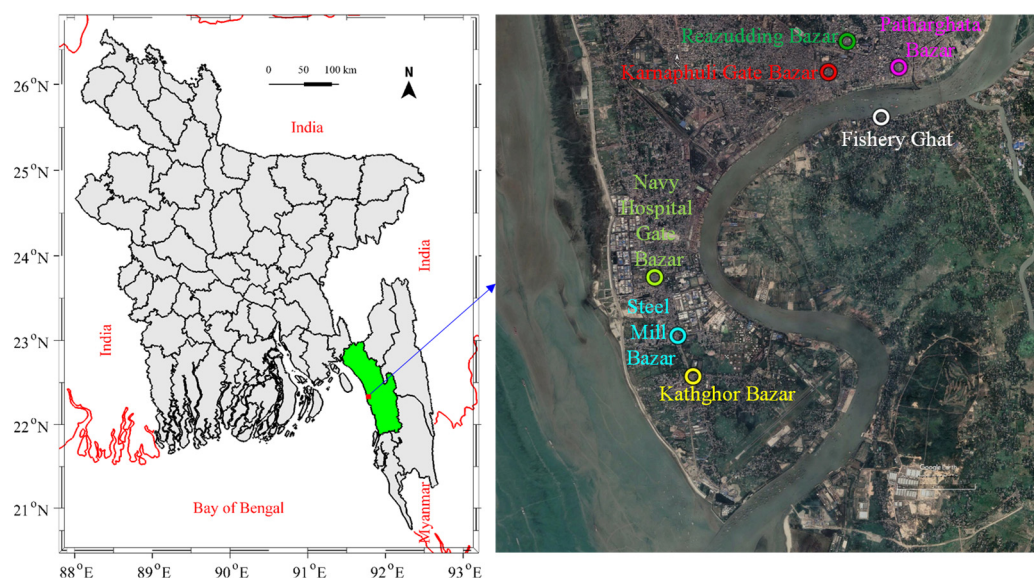 26°N
25°N
24°N
23°N
22°N
21°N
88°E
89°E
90°E
91°E
92°E
93°E
0 50 100 km
N
India
India
India
Bay of Bengal
Myanmar
Reazudding Bazar
Patharghata
Bazar
Karnaphuli Gate Bazar
Fishery Ghat
Navy
Hospital
Gate
Bazar
Steel
Mill
Bazar
Kathghor Bazar
Google Earth